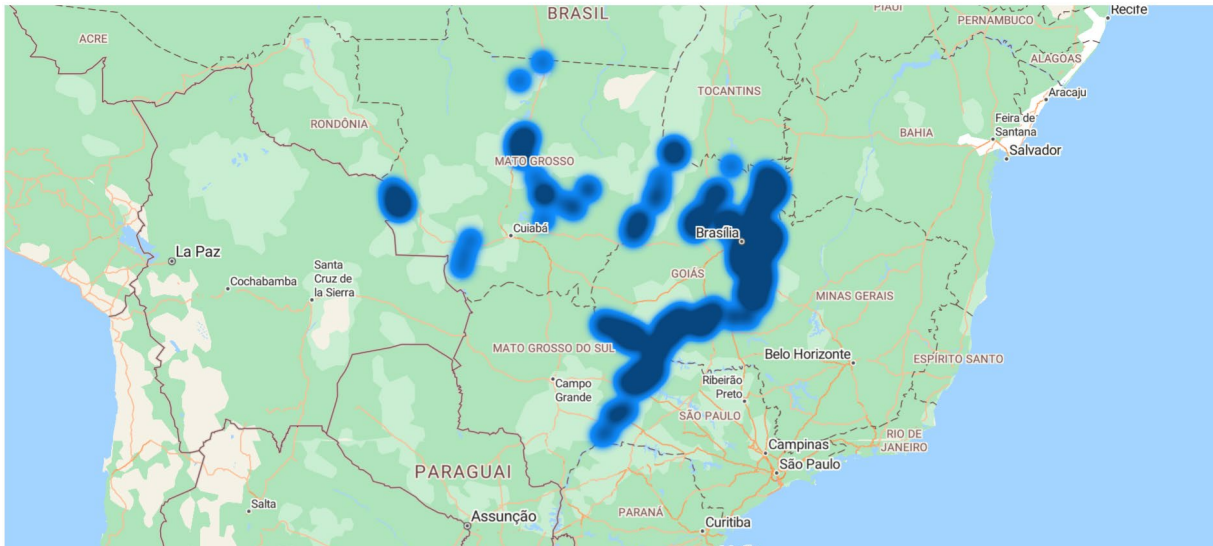 BRASIL
PIAUÍ
Recife
PERNAMBUCO
ACRE
ALAGOAS
TOCANTINS
Aracaju
RONDÔNIA
Feira de
Santana
BAHIA
Salvador
MATO GROSSO
Cuiabá
Brasília
La Paz
Santa
Cruz de
la Sierra
GOIÁS
Cochabamba
MINAS GERAIS
MATO GROSSO DO SUL
Belo Horizonte
ESPÍRITO SANTO
Campo
Grande
Ribeirão
Preto
SÃO PAULO
RIO DE
JANEIRO
Campinas
São Paulo
PARAGUAI
Salta
Assunção
PARANÁ
Curitiba